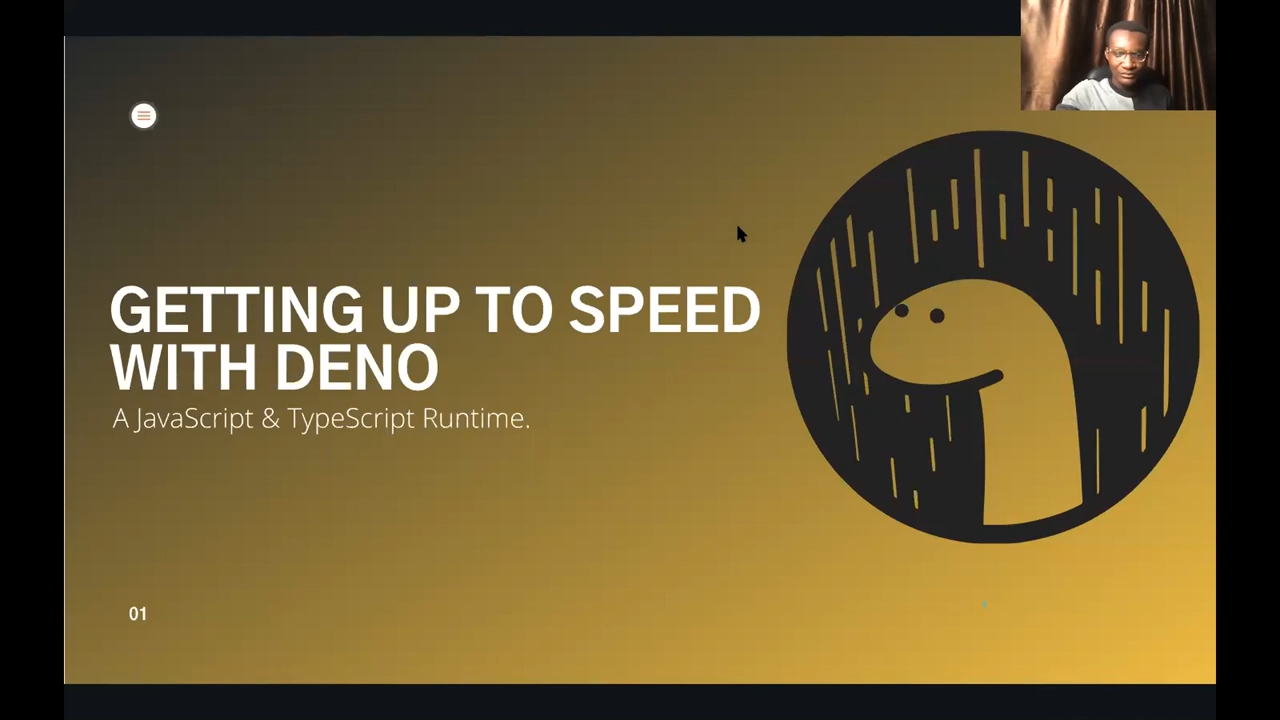 GETTING UP TO SPEED
WITH DENO
A JavaScript & TypeScript Runtime.
01